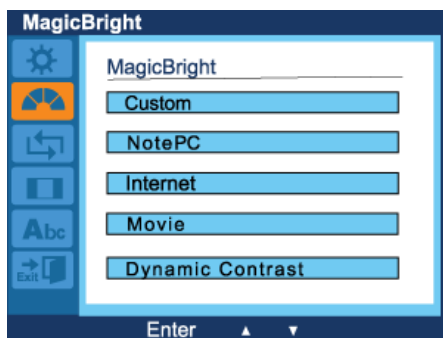 MagicBright
MagicBright
Custom
NotePC
Internet
Movie
Abc
Dynamic Contrast
Exit
Enter ▲ ▼